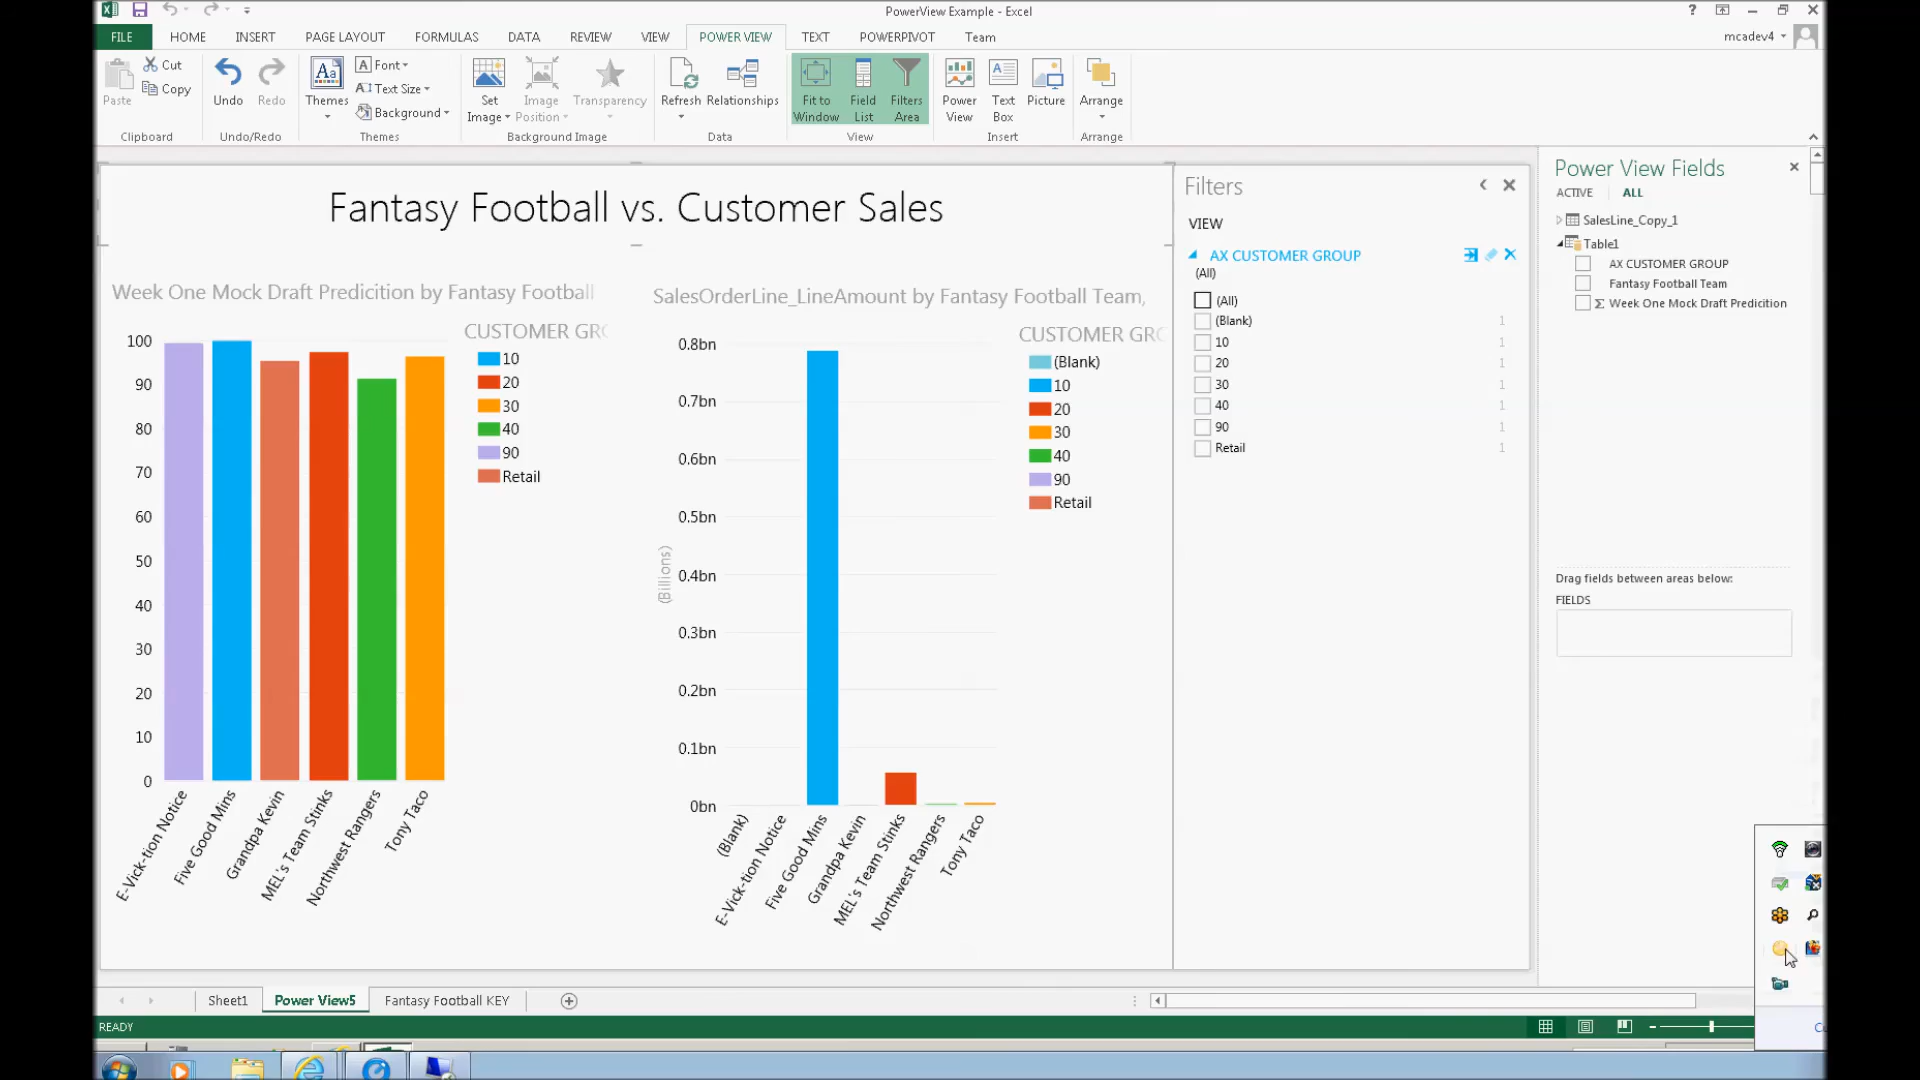 PowerView Example - Excel
FILE HOME INSERT PAGE LAYOUT FORMULAS DATA REVIEW VIEW POWER VIEW TEXT POWERPIVOT Team
mcadev4
Paste
Cut
Copy
Clipboard
Undo
Redo
Undo/Redo
Themes
Font
Text Size
Background
Themes
Set Image
Image Position
Transparency
Background Image
Refresh
Relationships
Data
Fit to Window
Field List
Filters Area
View
Power View
Text Box
Picture
Insert
Arrange
Arrange
Fantasy Football vs. Customer Sales
Week One Mock Draft Predicition by Fantasy Football
CUSTOMER GRO
10
20
30
40
90
Retail
100
90
80
70
60
50
40
30
20
10
0
E-Vick-tion Notice
Five Good Mins
Grandpa Kevin
MEL's Team Stinks
Northwest Rangers
Tony Taco
SalesOrderLine_LineAmount by Fantasy Football Team,
CUSTOMER GRO
(Blank)
10
20
30
40
90
Retail
(Billions)
0.8bn
0.7bn
0.6bn
0.5bn
0.4bn
0.3bn
0.2bn
0.1bn
0bn
(Blank)
E-Vick-tion Notice
Five Good Mins
Grandpa Kevin
MEL's Team Stinks
Northwest Rangers
Tony Taco
Filters
VIEW
AX CUSTOMER GROUP
(All)
(All)
(Blank) 1
10 1
20 1
30 1
40 1
90 1
Retail 1
Power View Fields
ACTIVE ALL
SalesLine_Copy_1
Table1
AX CUSTOMER GROUP
Fantasy Football Team
Σ Week One Mock Draft Predicition
Drag fields between areas below:
FIELDS
Sheet1 Power View5 Fantasy Football KEY
READY